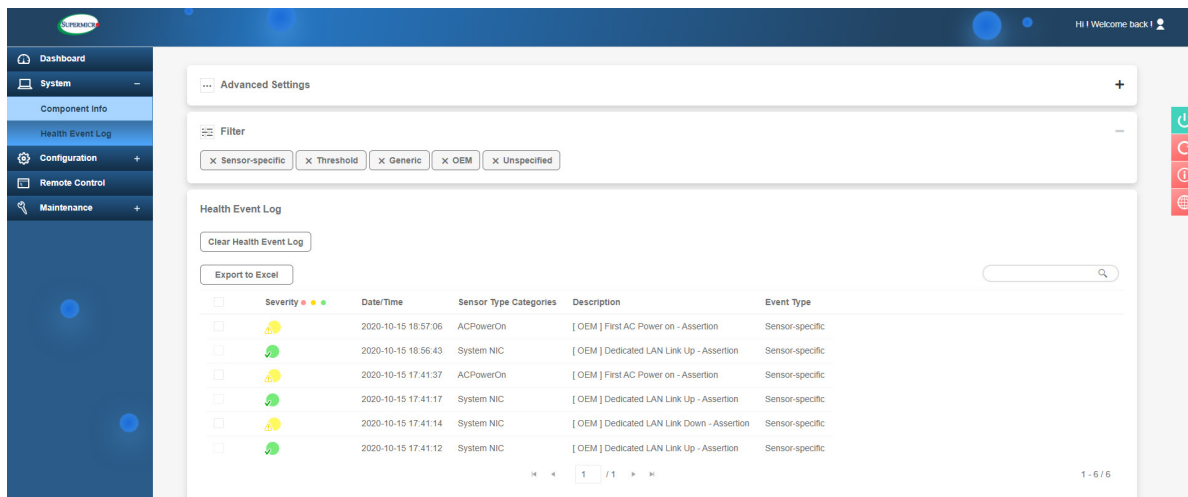 SUPERMICRO
Hi ! Welcome back !
Dashboard
System
Component Info
Health Event Log
Configuration
Remote Control
Maintenance
Advanced Settings
Filter
Sensor-specific Threshold Generic OEM Unspecified
Health Event Log
Clear Health Event Log
Export to Excel
Severity Date/Time Sensor Type Categories Description Event Type
2020-10-15 18:57:06 ACPowerOn [ OEM ] First AC Power on - Assertion Sensor-specific
2020-10-15 18:56:43 System NIC [ OEM ] Dedicated LAN Link Up - Assertion Sensor-specific
2020-10-15 17:41:37 ACPowerOn [ OEM ] First AC Power on - Assertion Sensor-specific
2020-10-15 17:41:17 System NIC [ OEM ] Dedicated LAN Link Up - Assertion Sensor-specific
2020-10-15 17:41:14 System NIC [ OEM ] Dedicated LAN Link Down - Assertion Sensor-specific
2020-10-15 17:41:12 System NIC [ OEM ] Dedicated LAN Link Up - Assertion Sensor-specific
1 / 1
1 - 6 / 6